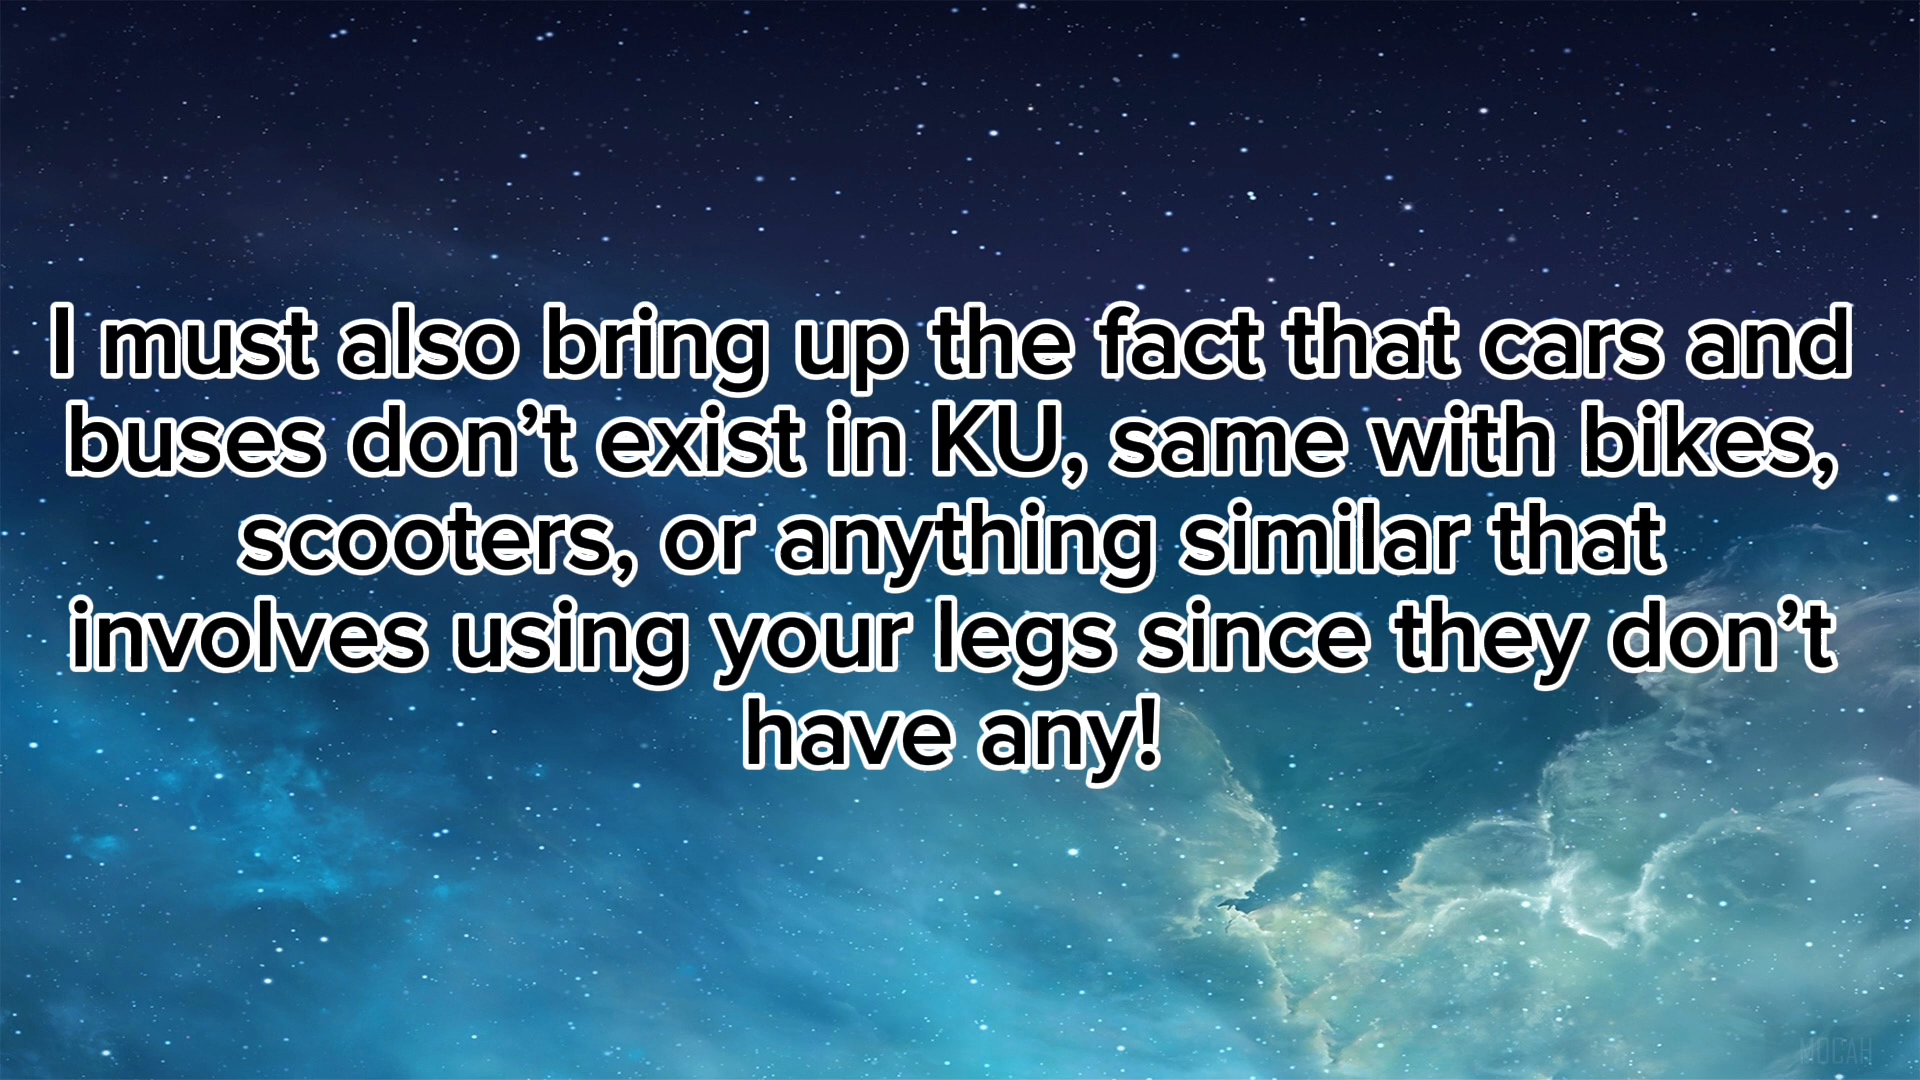 I must also bring up the fact that cars and
buses don’t exist in KU, same with bikes,
scooters, or anything similar that
involves using your legs since they don’t
have any!
MOCAH